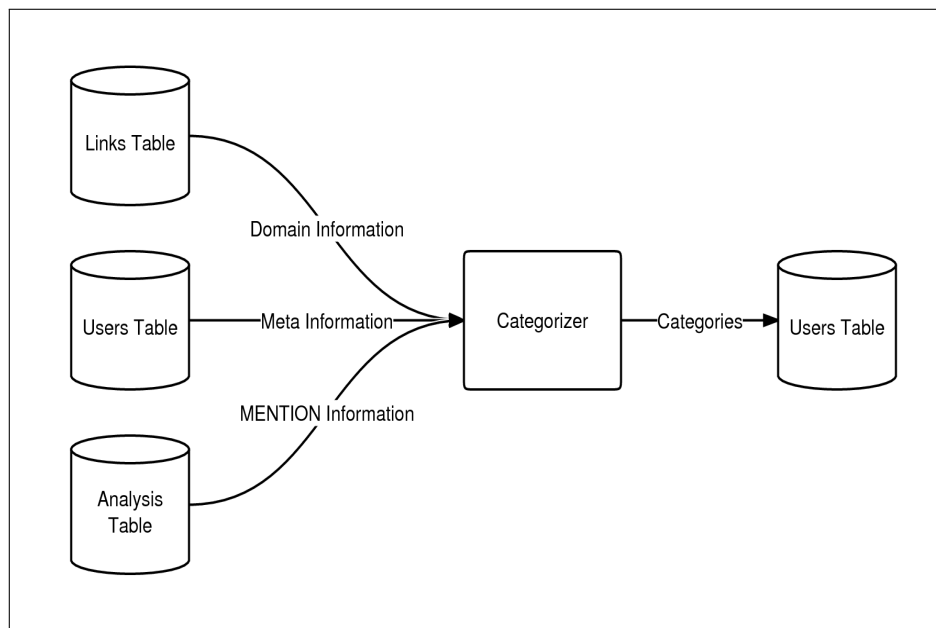 Links Table
Domain Information
Users Table
Meta Information
Categorizer
Categories
Users Table
MENTION Information
Analysis
Table